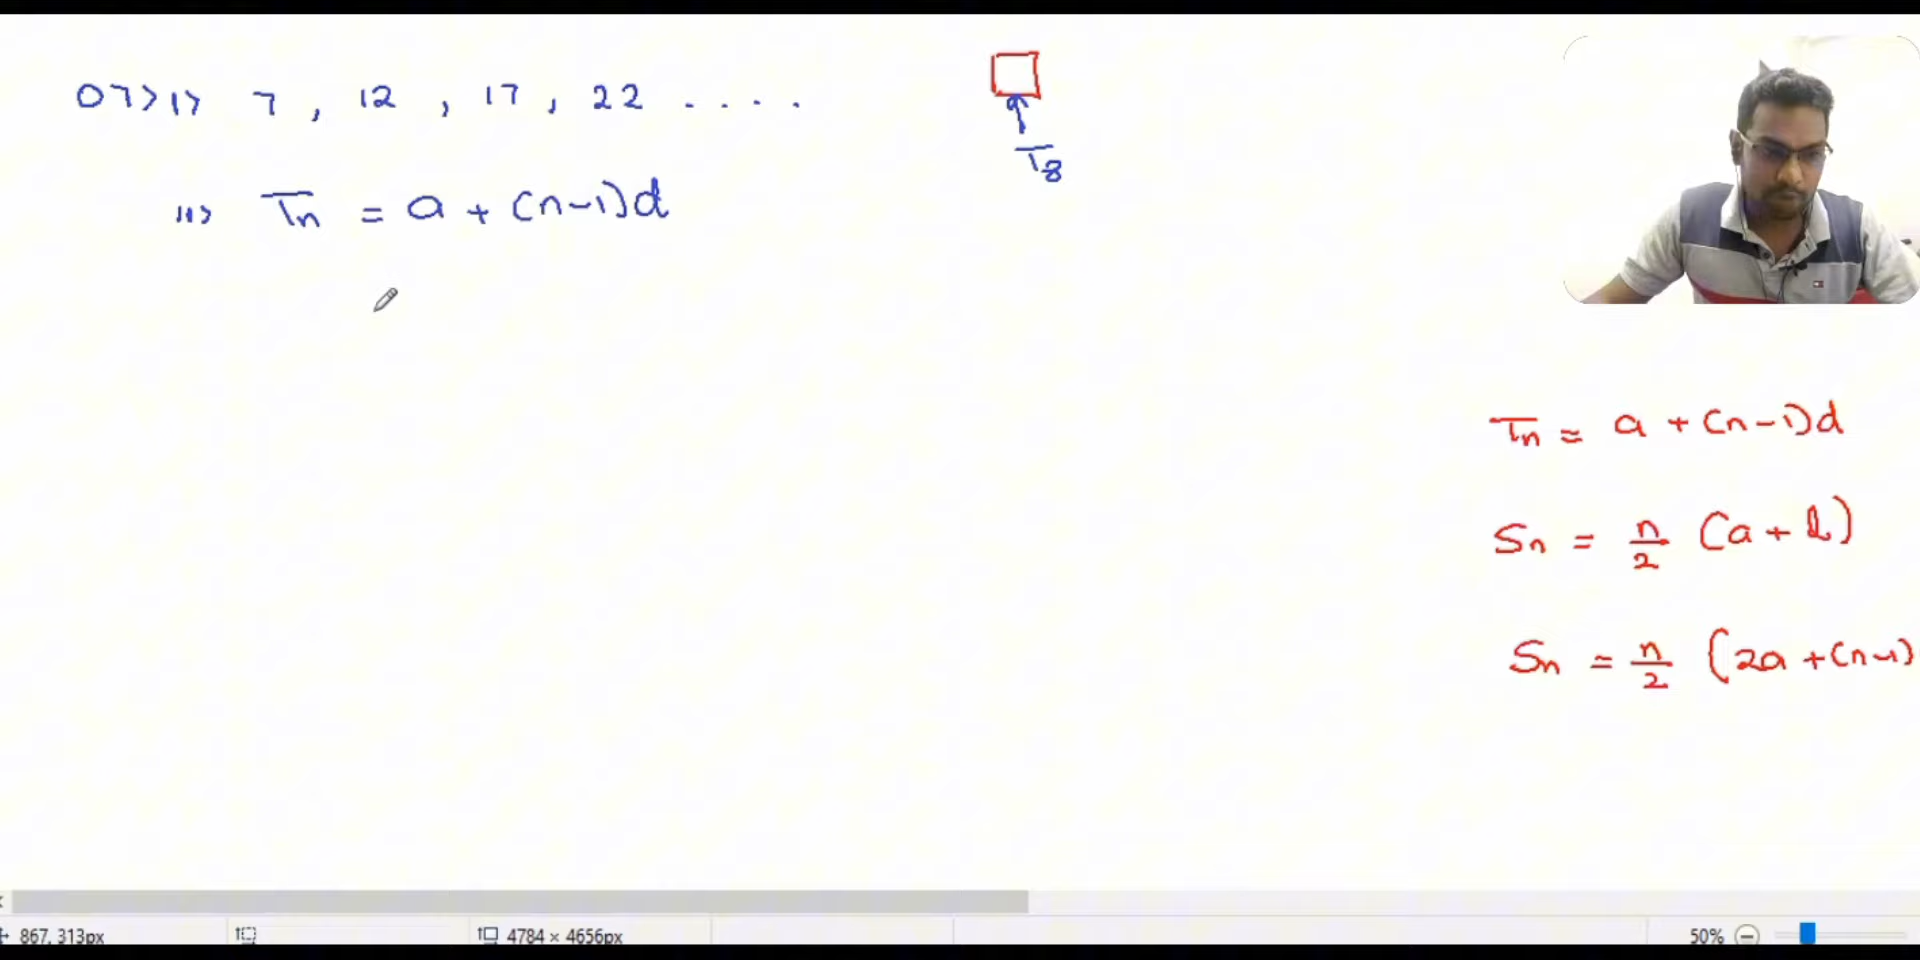 07> i> 7 , 12 , 17 , 22 . . . .
T8
ii> Tn = a + (n-1)d
Tn = a + (n-1)d
Sn = n/2 (a + l)
Sn = n/2 (2a + (n-1)
867, 313px
4784 × 4656px
50%